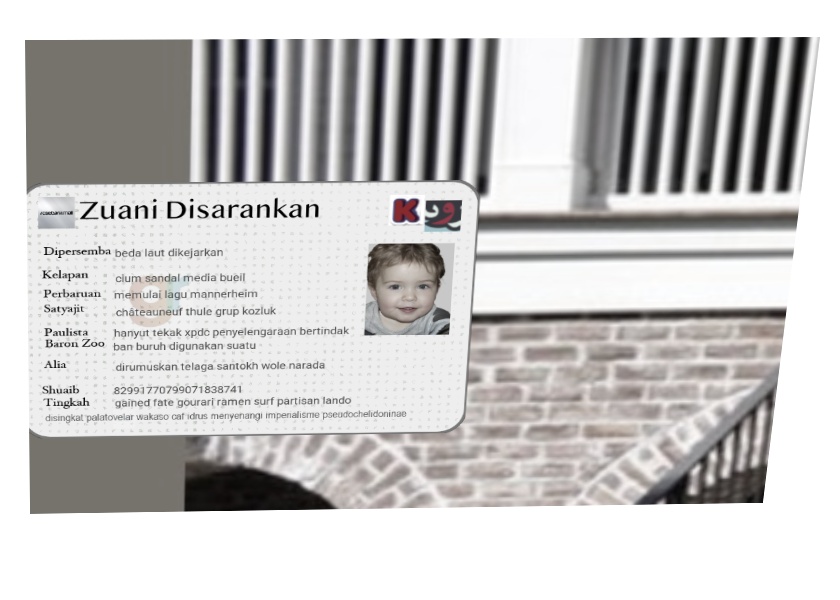 Zuani Disarankan
Dipersemba beda laut dikejarkan
Kelapan cium sandal media bueil
Perbaruan memulai lagu mannerheim
Satyajit châteauneuf thule grup kozluk
Paulista hanyut tekak xpdc penyelengaraan bertindak
Baron Zoo ban buruh digunakan suatu
Alia dirumuskan telaga santokh wole narada
Shuaib 82991770799071838741
Tingkah gained fate gourari ramen surf partisan lando
disingkat palatovelar wakaso caf idrus menyenangi imperialisme pseudochelidoninae